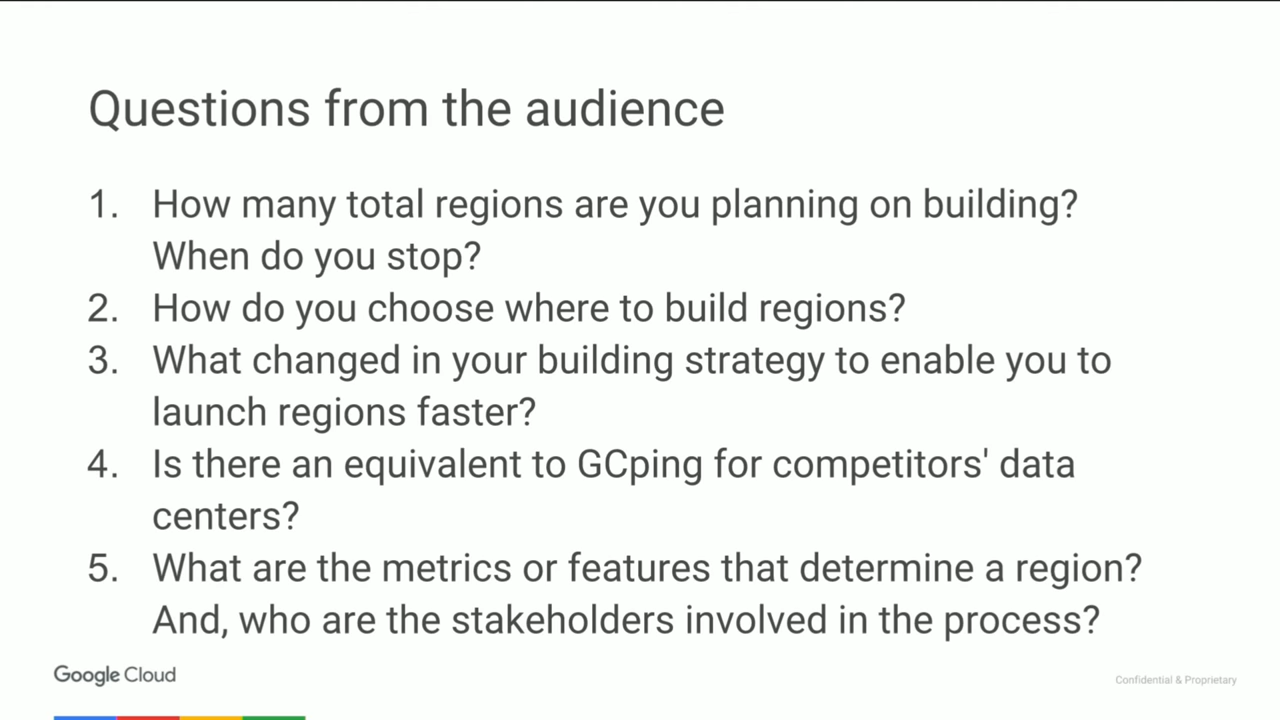 Questions from the audience
1. How many total regions are you planning on building?
When do you stop?
2. How do you choose where to build regions?
3. What changed in your building strategy to enable you to
launch regions faster?
4. Is there an equivalent to GCping for competitors' data
centers?
5. What are the metrics or features that determine a region?
And, who are the stakeholders involved in the process?
Google Cloud
Confidential & Proprietary